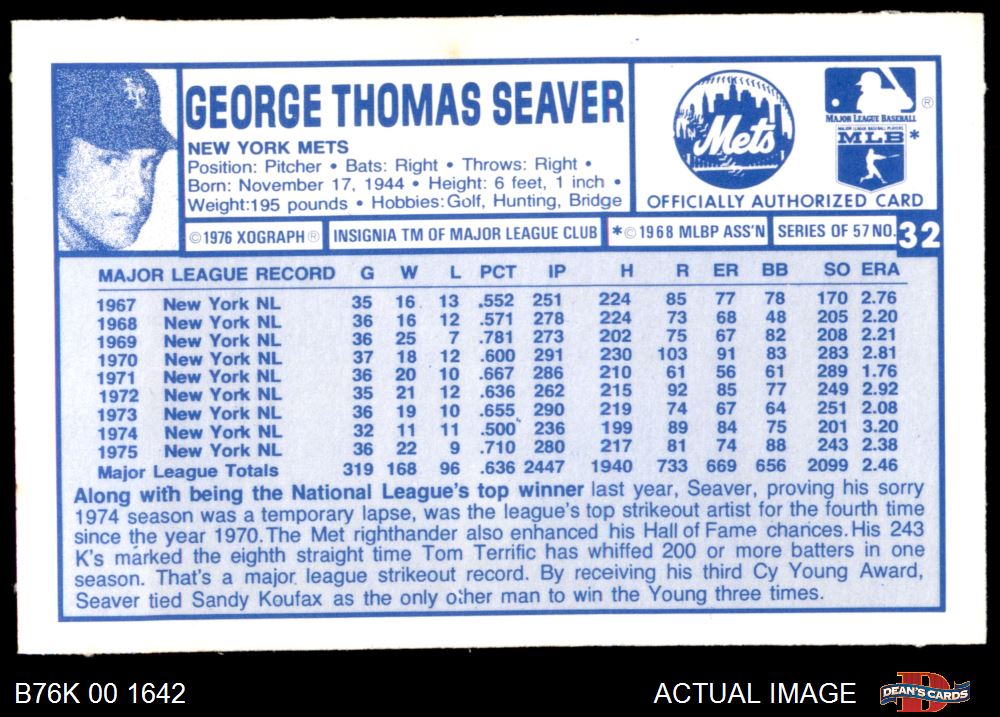 GEORGE THOMAS SEAVER
NEW YORK METS
Position: Pitcher • Bats: Right • Throws: Right •
Born: November 17, 1944 • Height: 6 feet, 1 inch •
Weight:195 pounds • Hobbies:Golf, Hunting, Bridge
NY
Mets
MAJOR LEAGUE BASEBALL ®
MAJOR LEAGUE BASEBALL PLAYERS
MLB *
OFFICIALLY AUTHORIZED CARD
©1976 XOGRAPH® INSIGNIA TM OF MAJOR LEAGUE CLUB *©1968 MLBP ASS'N SERIES OF 57 NO. 32
MAJOR LEAGUE RECORD G W L PCT IP H R ER BB SO ERA
1967 New York NL 35 16 13 .552 251 224 85 77 78 170 2.76
1968 New York NL 36 16 12 .571 278 224 73 68 48 205 2.20
1969 New York NL 36 25 7 .781 273 202 75 67 82 208 2.21
1970 New York NL 37 18 12 .600 291 230 103 91 83 283 2.81
1971 New York NL 36 20 10 .667 286 210 61 56 61 289 1.76
1972 New York NL 35 21 12 .636 262 215 92 85 77 249 2.92
1973 New York NL 36 19 10 .655 290 219 74 67 64 251 2.08
1974 New York NL 32 11 11 .500 236 199 89 84 75 201 3.20
1975 New York NL 36 22 9 .710 280 217 81 74 88 243 2.38
Major League Totals 319 168 96 .636 2447 1940 733 669 656 2099 2.46
Along with being the National League's top winner last year, Seaver, proving his sorry
1974 season was a temporary lapse, was the league's top strikeout artist for the fourth time
since the year 1970. The Met righthander also enhanced his Hall of Fame chances. His 243
K's marked the eighth straight time Tom Terrific has whiffed 200 or more batters in one
season. That's a major league strikeout record. By receiving his third Cy Young Award,
Seaver tied Sandy Koufax as the only other man to win the Young three times.
B76K 00 1642
ACTUAL IMAGE
DEAN'S CARDS